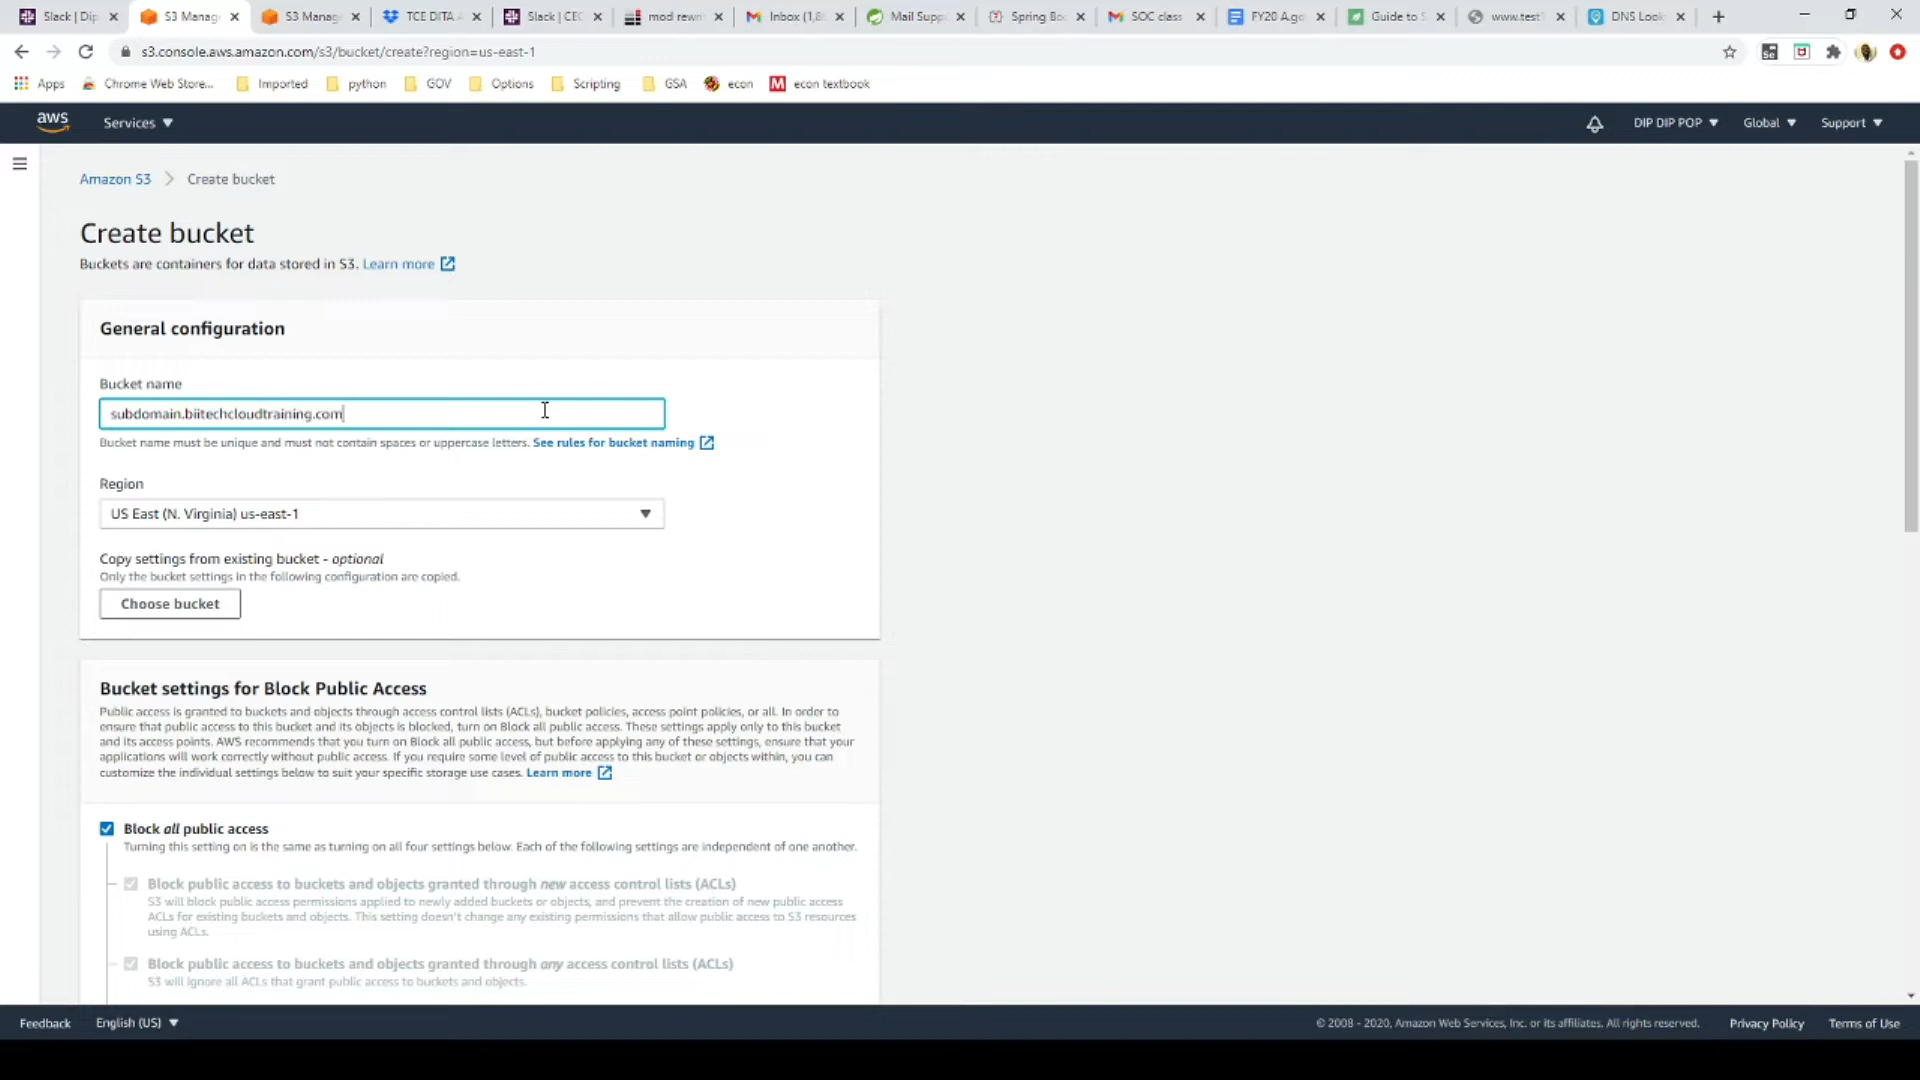 Slack | Dip
S3 Manag
S3 Manag
TCE DITA
Slack | CEC
mod rewri
Inbox (1,8
Mail Supp
Spring Bo
SOC class
FY20 A.go
Guide to S
www.test
DNS Look
s3.console.aws.amazon.com/s3/bucket/create?region=us-east-1
Apps
Chrome Web Store...
Imported
python
GOV
Options
Scripting
GSA
econ
M econ textbook
aws
Services
DIP DIP POP
Global
Support
Amazon S3 > Create bucket
Create bucket
Buckets are containers for data stored in S3. Learn more
General configuration
Bucket name
subdomain.biitechcloudtraining.com
Bucket name must be unique and must not contain spaces or uppercase letters. See rules for bucket naming
Region
US East (N. Virginia) us-east-1
Copy settings from existing bucket - optional
Only the bucket settings in the following configuration are copied.
Choose bucket
Bucket settings for Block Public Access
Public access is granted to buckets and objects through access control lists (ACLs), bucket policies, access point policies, or all. In order to
ensure that public access to this bucket and its objects is blocked, turn on Block all public access. These settings apply only to this bucket
and its access points. AWS recommends that you turn on Block all public access, but before applying any of these settings, ensure that your
applications will work correctly without public access. If you require some level of public access to this bucket or objects within, you can
customize the individual settings below to suit your specific storage use cases. Learn more
Block all public access
Turning this setting on is the same as turning on all four settings below. Each of the following settings are independent of one another.
Block public access to buckets and objects granted through new access control lists (ACLs)
S3 will block public access permissions applied to newly added buckets or objects, and prevent the creation of new public access
ACLs for existing buckets and objects. This setting doesn't change any existing permissions that allow public access to S3 resources
using ACLs.
Block public access to buckets and objects granted through any access control lists (ACLs)
S3 will ignore all ACLs that grant public access to buckets and objects.
Feedback
English (US)
© 2008 - 2020, Amazon Web Services, Inc. or its affiliates. All rights reserved.
Privacy Policy
Terms of Use